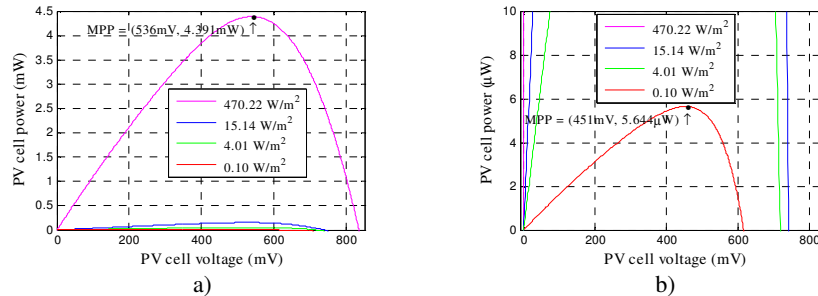 4.5
4
3.5
3
2.5
2
1.5
1
0.5
0
0 200 400 600 800
PV cell power (mW)
PV cell voltage (mV)
MPP = (536mV, 4.391mW) ↑
470.22 W/m²
15.14 W/m²
4.01 W/m²
0.10 W/m²
a)
10
8
6
4
2
0
0 200 400 600 800
PV cell power (µW)
PV cell voltage (mV)
470.22 W/m²
15.14 W/m²
4.01 W/m²
0.10 W/m²
MPP = (451mV, 5.644µW) ↑
b)